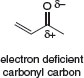 O δ–
δ+
electron deficient
carbonyl carbon